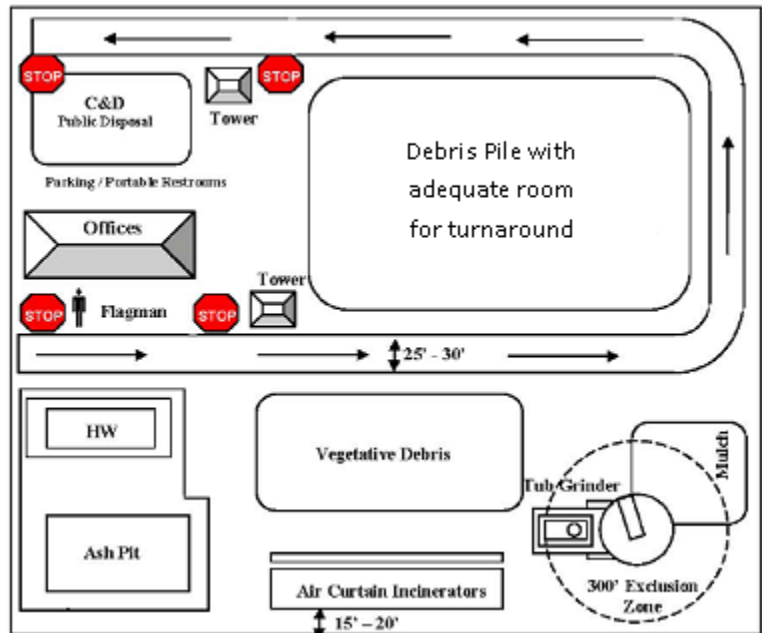 STOP
STOP
C&D
Public Disposal
Tower
Debris Pile with
adequate room
for turnaround
Parking / Portable Restrooms
Offices
Tower
STOP
Flagman
STOP
25' - 30'
HW
Vegetative Debris
Mulch
Tub Grinder
Ash Pit
Air Curtain Incinerators
300' Exclusion
Zone
15' – 20'